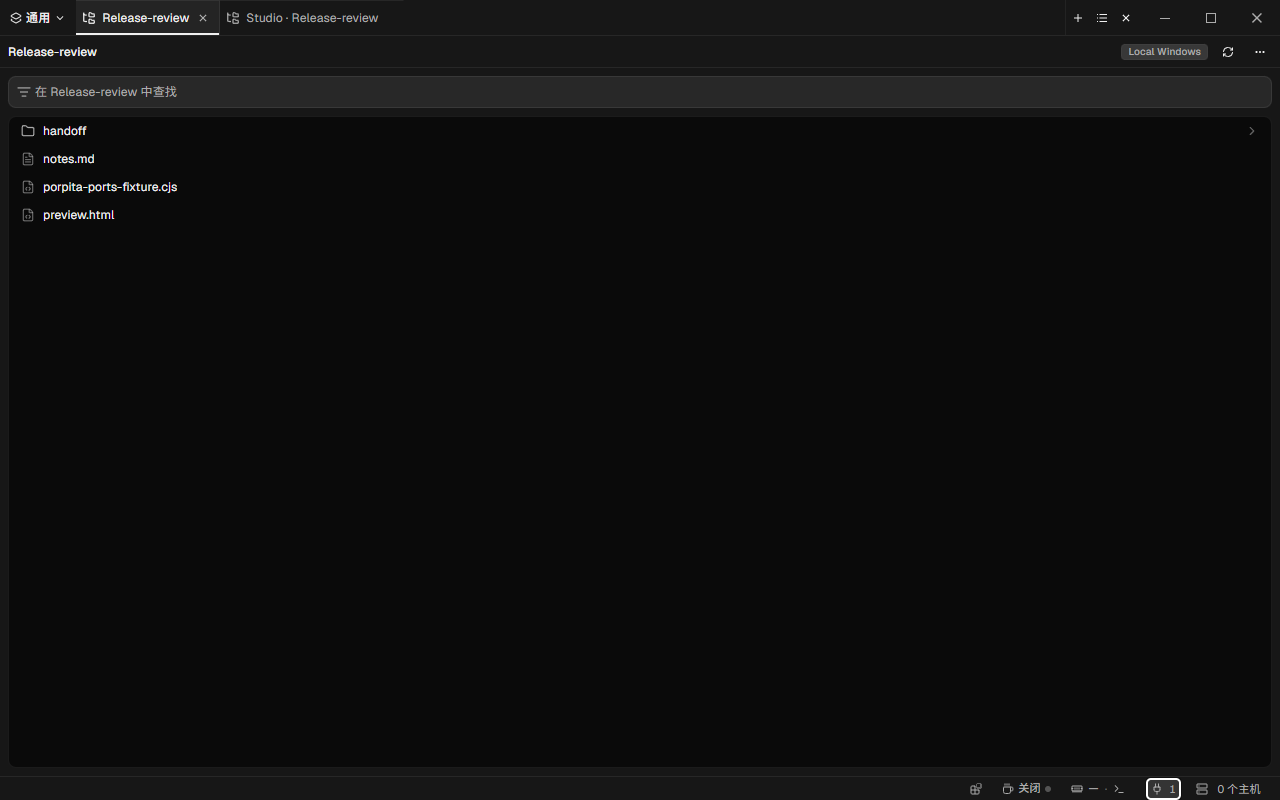 通用
Release-review
Studio · Release-review
Release-review
Local Windows
在 Release-review 中查找
handoff
notes.md
porpita-ports-fixture.cjs
preview.html
关闭
1
0 个主机